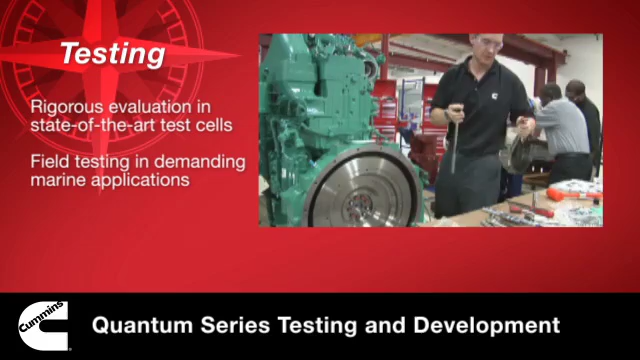 Testing
Rigorous evaluation in
state-of-the-art test cells
Field testing in demanding
marine applications
Cummins
Quantum Series Testing and Development